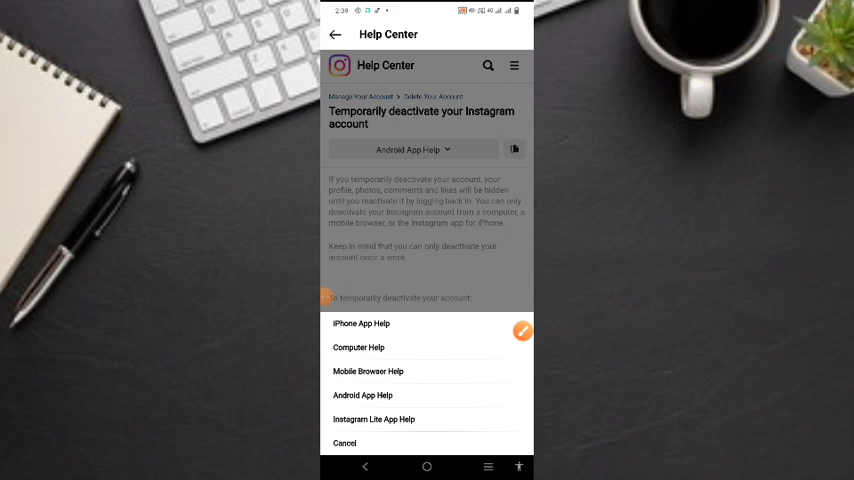 2:39
Help Center
Help Center
Manage Your Account > Delete Your Account
Temporarily deactivate your Instagram
account
Android App Help
If you temporarily deactivate your account, your
profile, photos, comments and likes will be hidden
until you reactivate it by logging back in. You can only
deactivate your Instagram account from a computer, a
mobile browser, or the Instagram app for iPhone.
Keep in mind that you can only deactivate your
account once a week.
To temporarily deactivate your account:
iPhone App Help
Computer Help
Mobile Browser Help
Android App Help
Instagram Lite App Help
Cancel